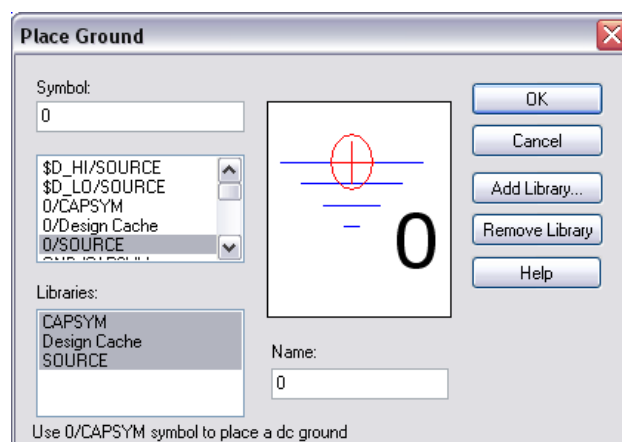 Place Ground
Symbol:
0
$D_HI/SOURCE
$D_LO/SOURCE
0/CAPSYM
0/Design Cache
0/SOURCE
Libraries:
CAPSYM
Design Cache
SOURCE
0
Name:
0
OK
Cancel
Add Library...
Remove Library
Help
Use 0/CAPSYM symbol to place a dc ground